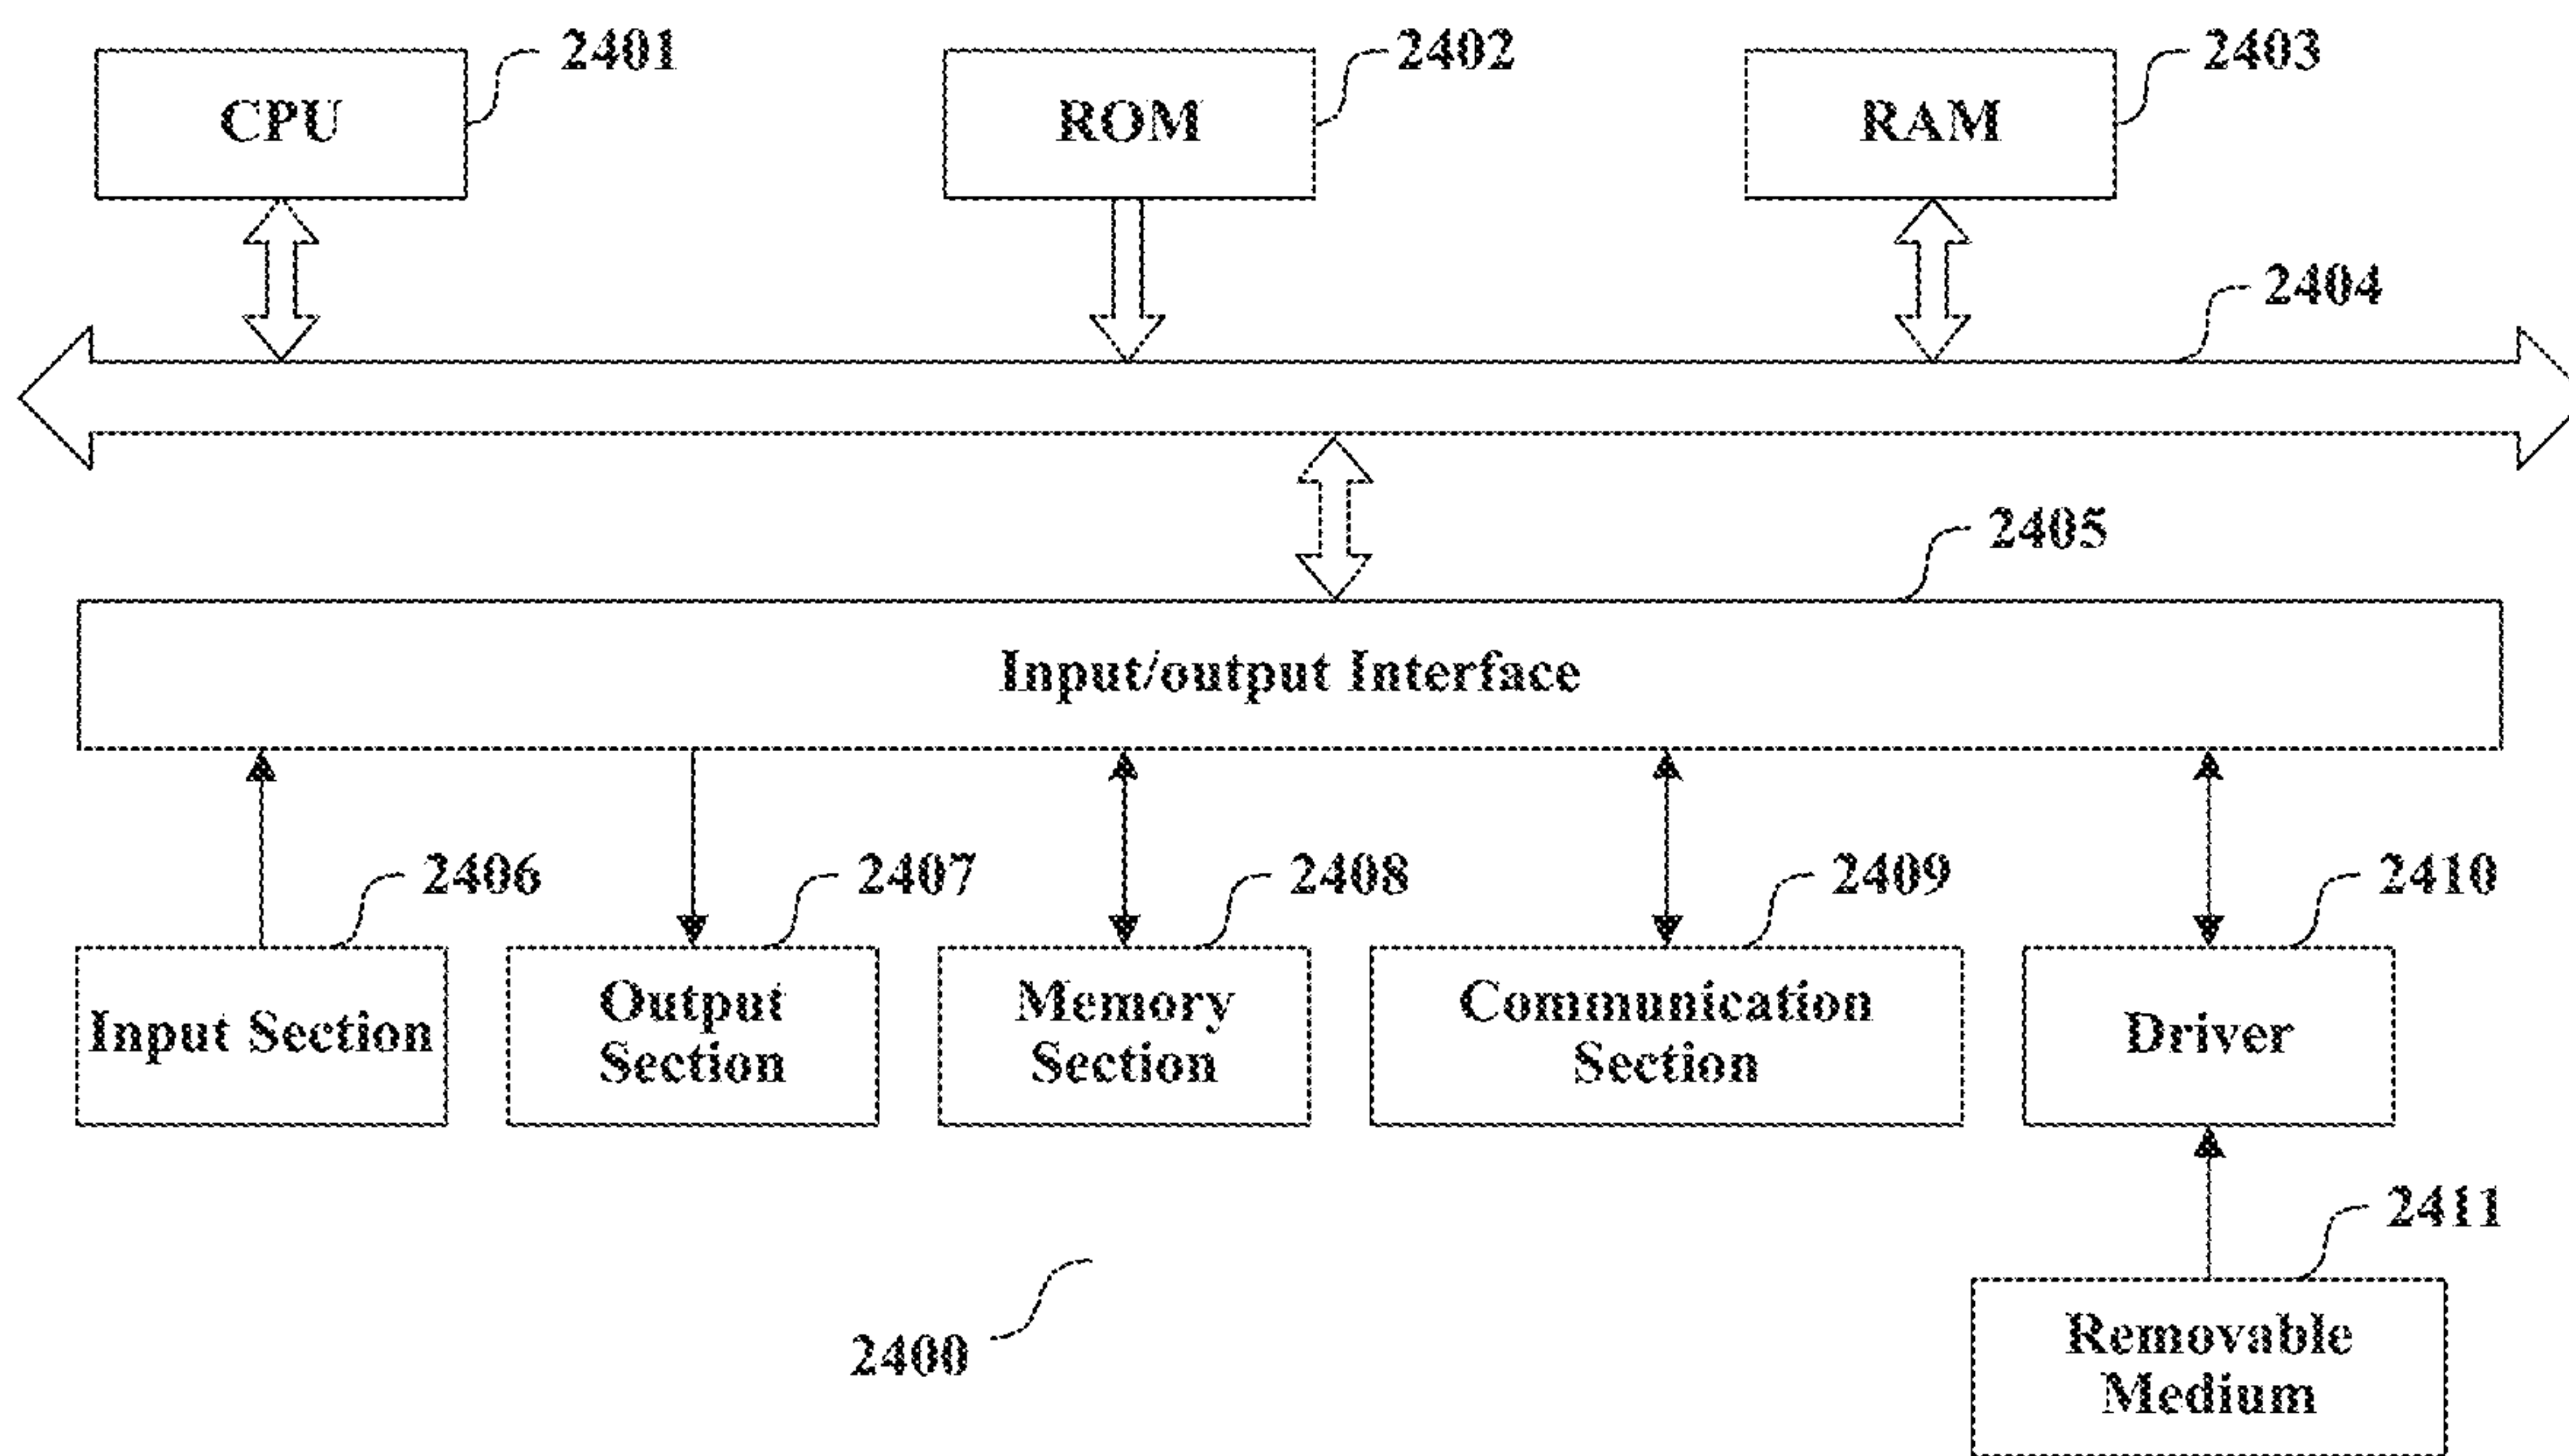 2401
2402
2403
CPU
ROM
RAM
2404
2405
Input/output Interface
2406
2407
2408
2409
2410
Input Section
Output
Section
Memory
Section
Communication
Section
Driver
2411
2400
Removable
Medium